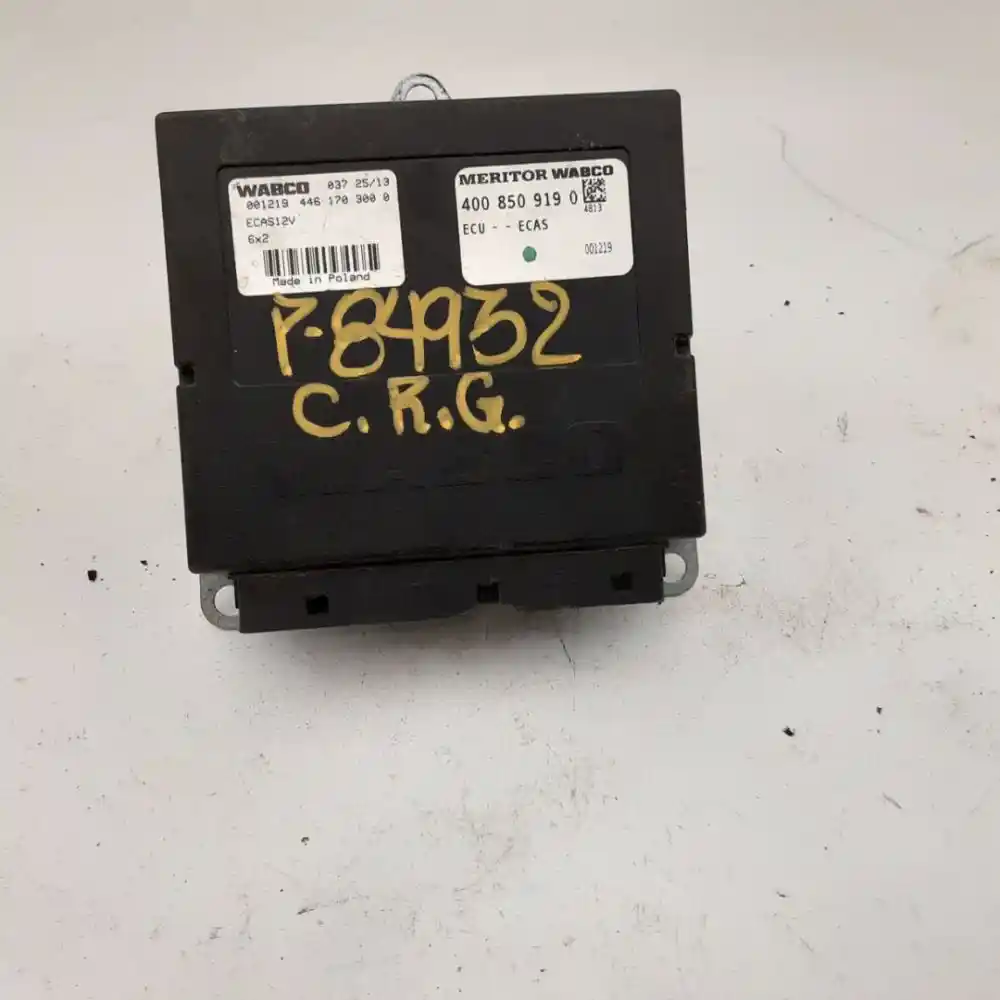 WABCO 037 25/13
001219 446 170 300 0
ECAS12V
6x2
Made in Poland
MERITOR WABCO
400 850 919 0
4813
ECU - - ECAS
001219
P-84932
C.R.G.